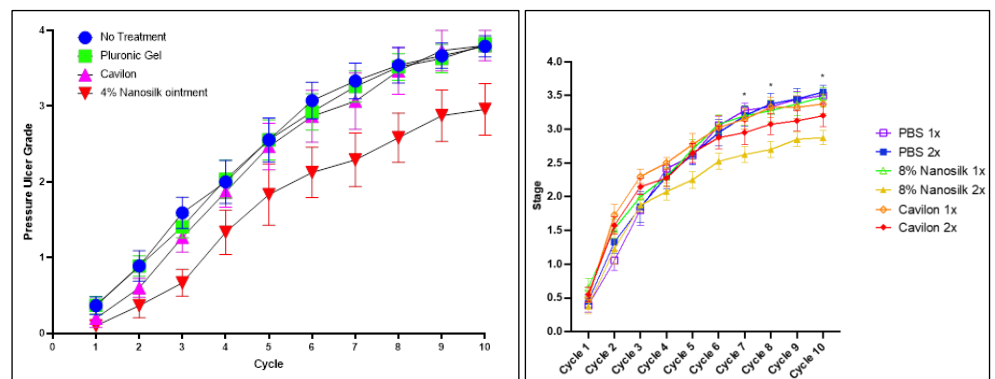 4
3
2
1
0
Pressure Ulcer Grade
No Treatment
Pluronic Gel
Cavilon
4% Nanosilk ointment
0 1 2 3 4 5 6 7 8 9 10
Cycle
4.0
3.5
3.0
2.5
2.0
1.5
1.0
0.5
0.0
Stage
* * *
Cycle 1
Cycle 2
Cycle 3
Cycle 4
Cycle 5
Cycle 6
Cycle 7
Cycle 8
Cycle 9
Cycle 10
PBS 1x
PBS 2x
8% Nanosilk 1x
8% Nanosilk 2x
Cavilon 1x
Cavilon 2x